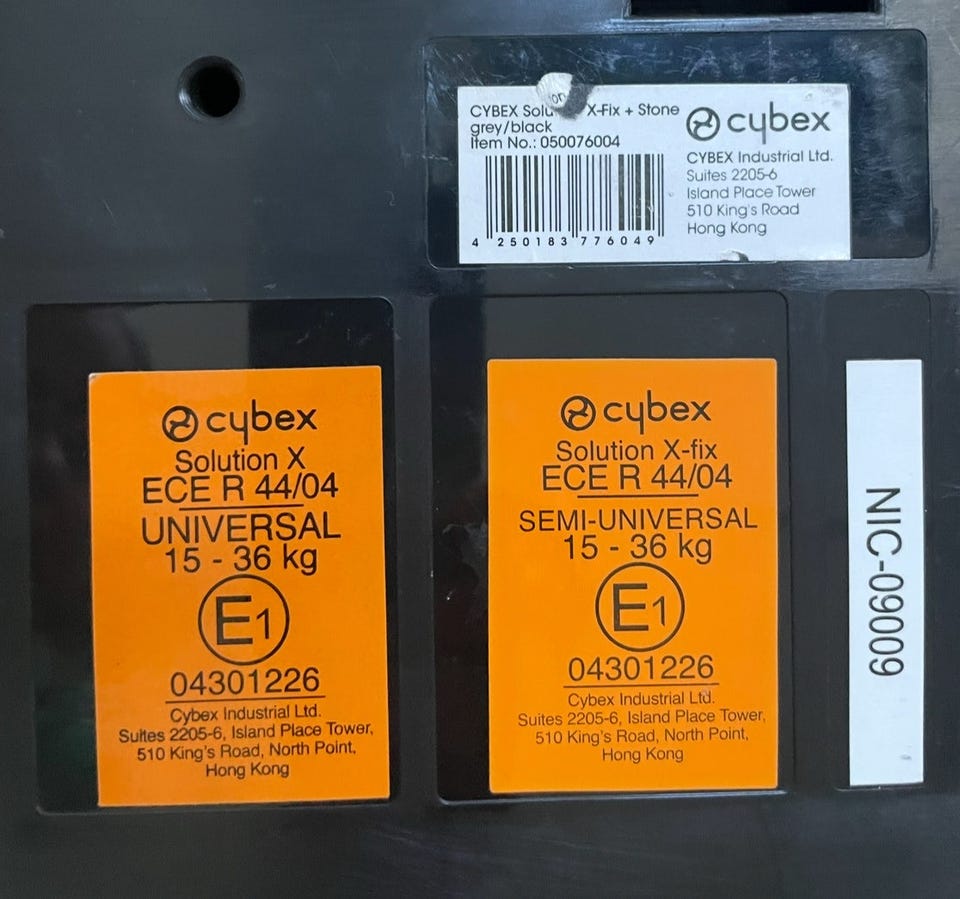 CYBEX Solution X-Fix + Stone
grey/black
Item No.: 050076004
4 250183 776049
cybex
CYBEX Industrial Ltd.
Suites 2205-6
Island Place Tower
510 King's Road
Hong Kong
cybex
Solution X
ECE R 44/04
UNIVERSAL
15 - 36 kg
E1
04301226
Cybex Industrial Ltd.
Suites 2205-6, Island Place Tower,
510 King's Road, North Point,
Hong Kong
cybex
Solution X-fix
ECE R 44/04
SEMI-UNIVERSAL
15 - 36 kg
E1
04301226
Cybex Industrial Ltd.
Suites 2205-6, Island Place Tower,
510 King's Road, North Point,
Hong Kong
NIC-09009